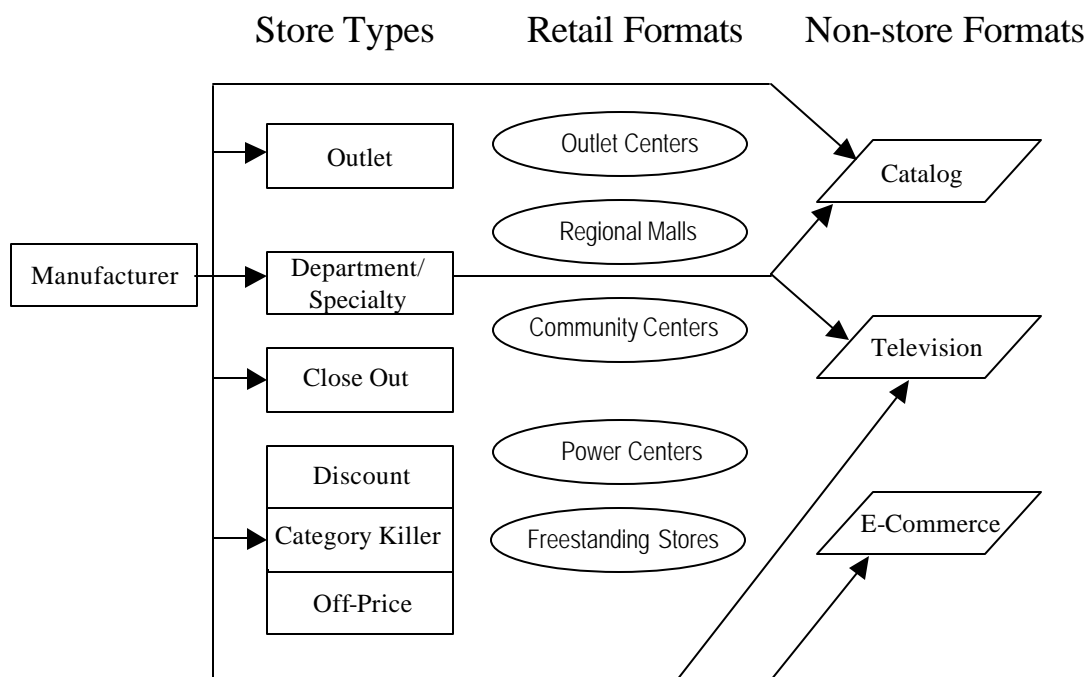 Store Types Retail Formats Non-store Formats
Outlet
Outlet Centers
Catalog
Regional Malls
Manufacturer
Department/
Specialty
Community Centers
Television
Close Out
Power Centers
Discount
E-Commerce
Category Killer
Freestanding Stores
Off-Price